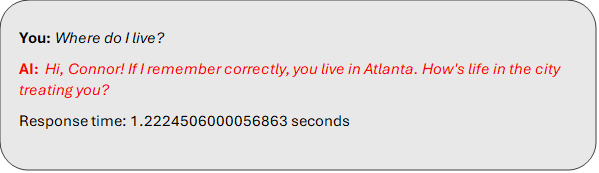 You: Where do I live?
AI: Hi, Connor! If I remember correctly, you live in Atlanta. How's life in the city
treating you?
Response time: 1.2224506000056863 seconds